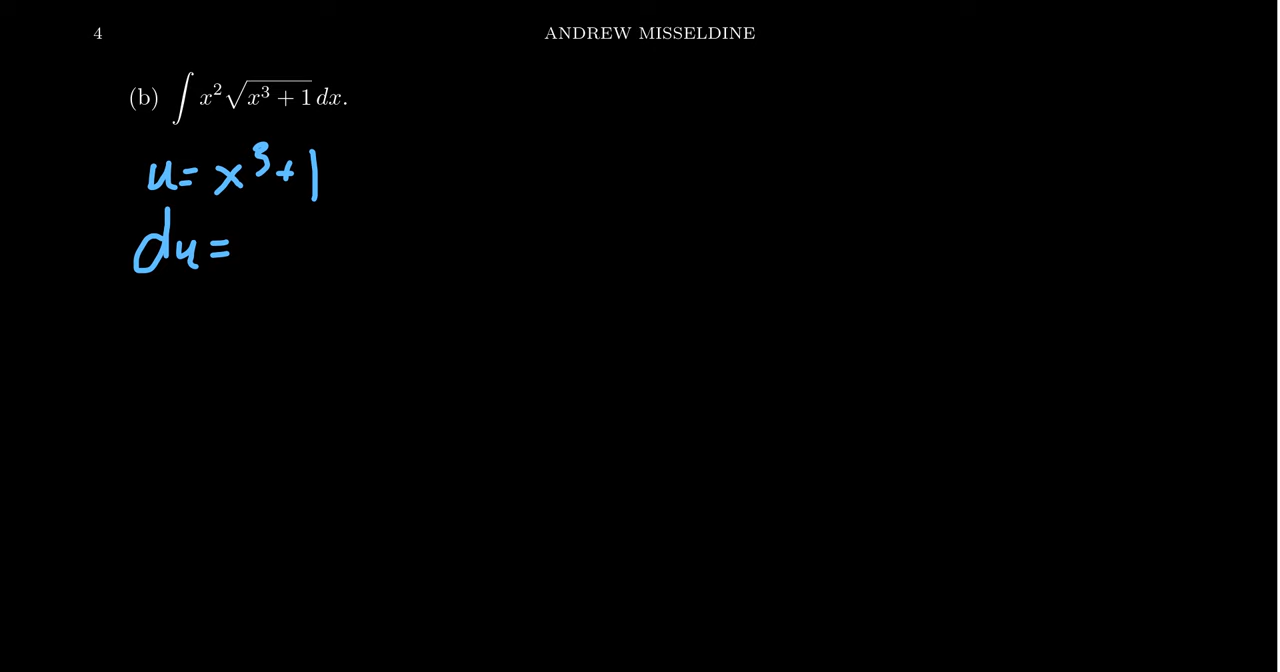 4 ANDREW MISSELDINE
(b) ∫ x² √(x³ + 1) dx.
u = x³ + 1
du =